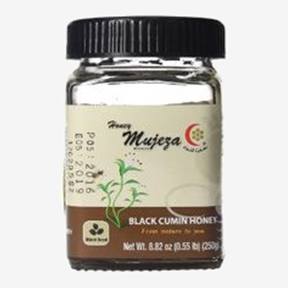 Honey
Mujeza
P05: 2016
E05: 2019
BLACK CUMIN HONEY
From nature to you
Net Wt. 8.82 oz (0.55 lb) (250g)